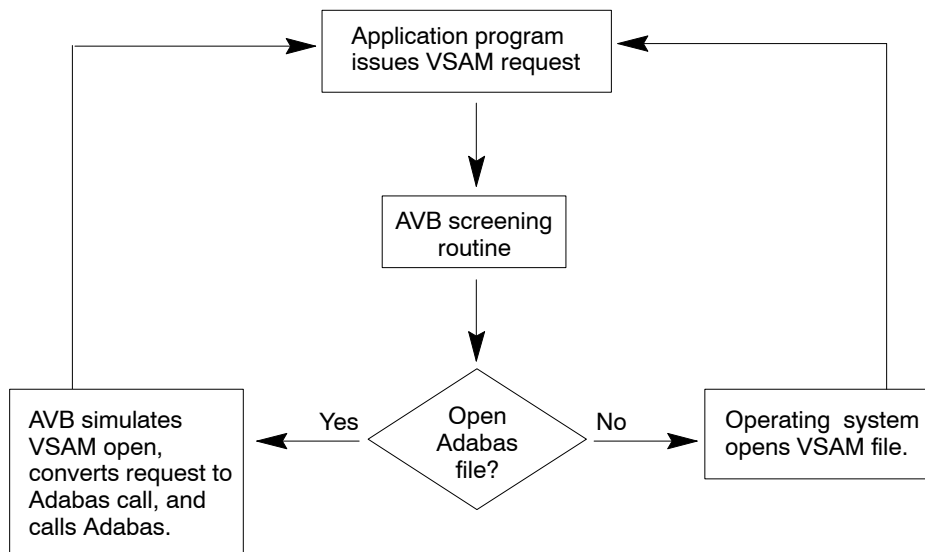 Application program
issues VSAM request
AVB screening
routine
Open
Adabas
file?
Yes
No
AVB simulates
VSAM open,
converts request to
Adabas call, and
calls Adabas.
Operating system
opens VSAM file.